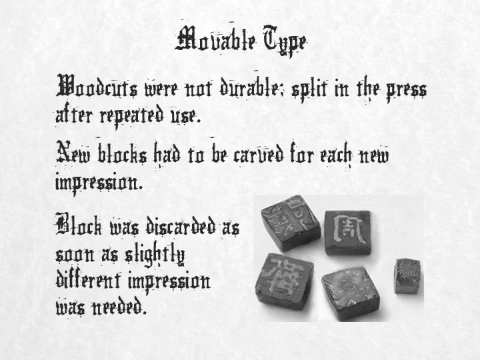 Movable Type
Woodcuts were not durable; split in the press
after repeated use.
New blocks had to be carved for each new
impression.
Block was discarded as
soon as slightly
different impression
was needed.